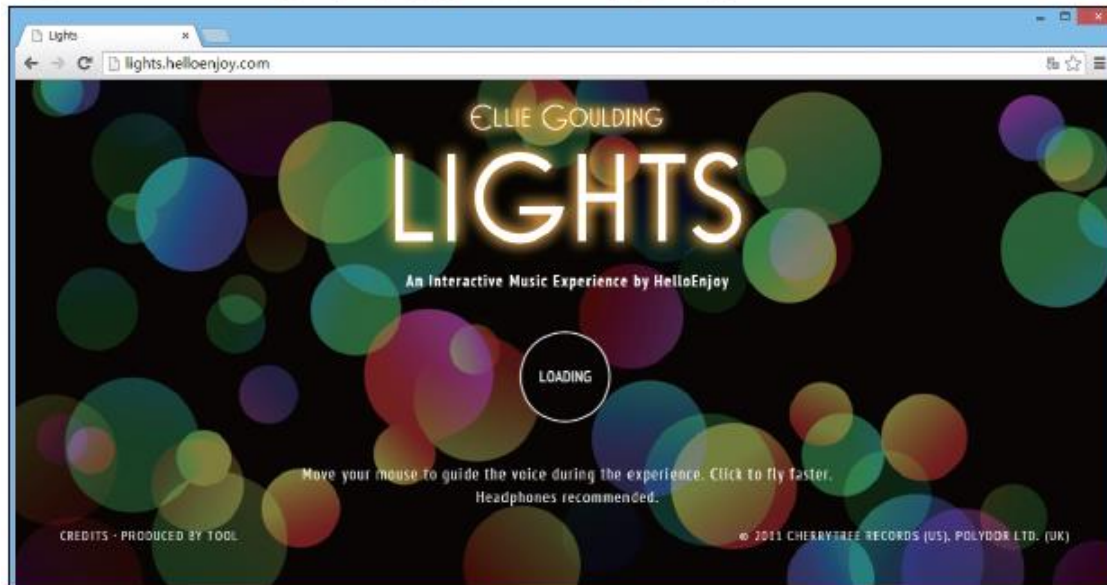 Lights
lights.helloenjoy.com
ELLIE GOULDING
LIGHTS
An Interactive Music Experience by HelloEnjoy
LOADING
Move your mouse to guide the voice during the experience. Click to fly faster.
Headphones recommended.
CREDITS - PRODUCED BY TOOL
© 2011 CHERRYTREE RECORDS (US), POLYDOR LTD. (UK)